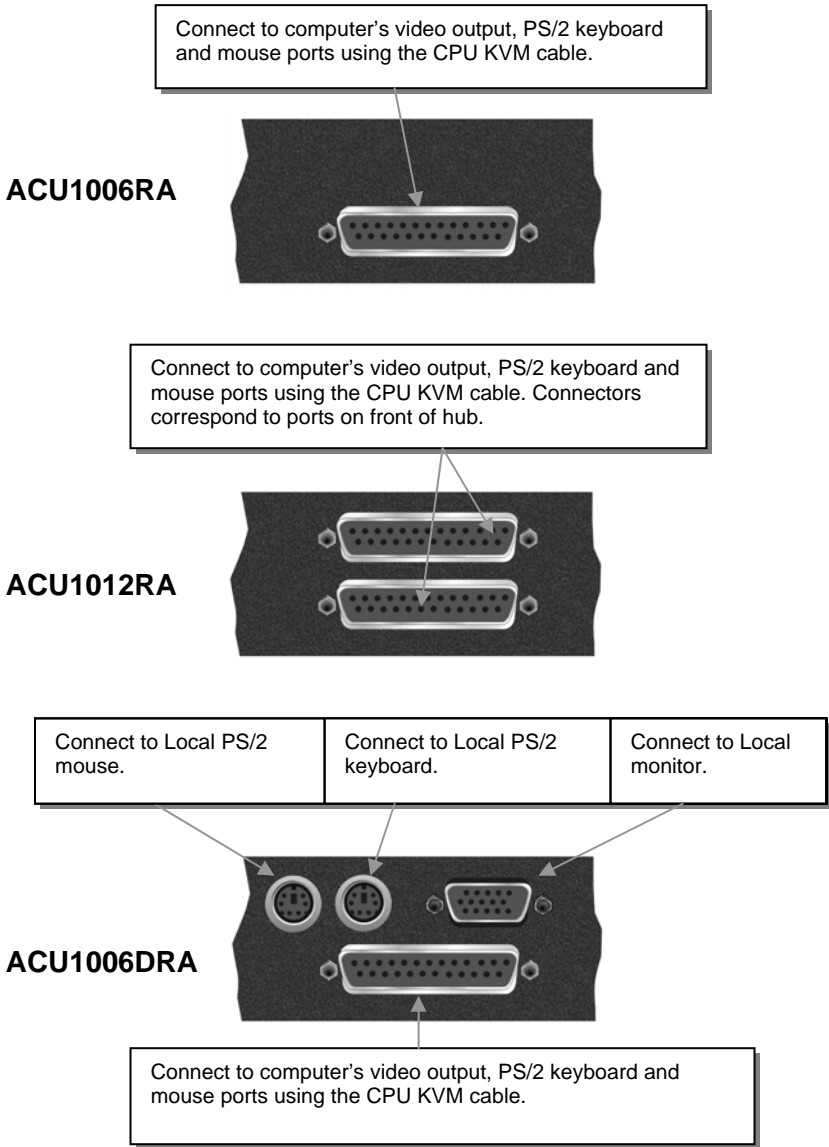 Connect to computer’s video output, PS/2 keyboard
and mouse ports using the CPU KVM cable.
ACU1006RA
Connect to computer’s video output, PS/2 keyboard and
mouse ports using the CPU KVM cable. Connectors
correspond to ports on front of hub.
ACU1012RA
Connect to Local PS/2
mouse.
Connect to Local PS/2
keyboard.
Connect to Local
monitor.
ACU1006DRA
Connect to computer’s video output, PS/2 keyboard and
mouse ports using the CPU KVM cable.